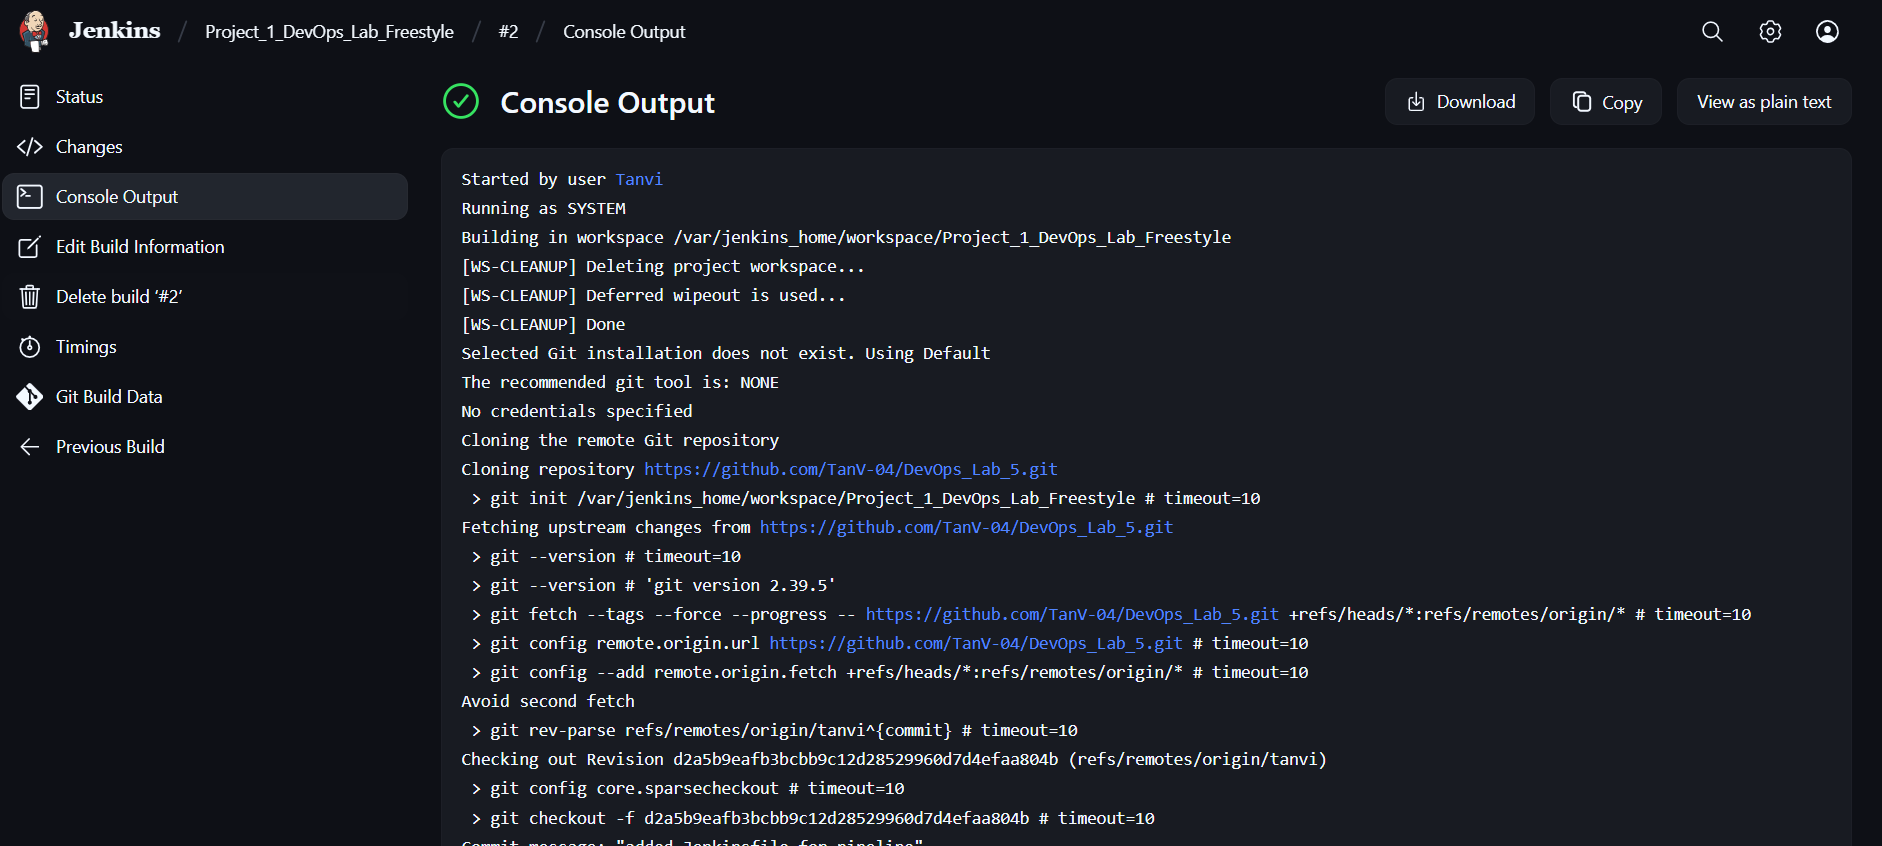 Jenkins / Project_1_DevOps_Lab_Freestyle / #2 / Console Output
Status
Changes
Console Output
Edit Build Information
Delete build ‘#2’
Timings
Git Build Data
Previous Build
Console Output
Download
Copy
View as plain text
Started by user Tanvi
Running as SYSTEM
Building in workspace /var/jenkins_home/workspace/Project_1_DevOps_Lab_Freestyle
[WS-CLEANUP] Deleting project workspace...
[WS-CLEANUP] Deferred wipeout is used...
[WS-CLEANUP] Done
Selected Git installation does not exist. Using Default
The recommended git tool is: NONE
No credentials specified
Cloning the remote Git repository
Cloning repository https://github.com/TanV-04/DevOps_Lab_5.git
 > git init /var/jenkins_home/workspace/Project_1_DevOps_Lab_Freestyle # timeout=10
Fetching upstream changes from https://github.com/TanV-04/DevOps_Lab_5.git
 > git --version # timeout=10
 > git --version # 'git version 2.39.5'
 > git fetch --tags --force --progress -- https://github.com/TanV-04/DevOps_Lab_5.git +refs/heads/*:refs/remotes/origin/* # timeout=10
 > git config remote.origin.url https://github.com/TanV-04/DevOps_Lab_5.git # timeout=10
 > git config --add remote.origin.fetch +refs/heads/*:refs/remotes/origin/* # timeout=10
Avoid second fetch
 > git rev-parse refs/remotes/origin/tanvi^{commit} # timeout=10
Checking out Revision d2a5b9eafb3bcbb9c12d28529960d7d4efaa804b (refs/remotes/origin/tanvi)
 > git config core.sparsecheckout # timeout=10
 > git checkout -f d2a5b9eafb3bcbb9c12d28529960d7d4efaa804b # timeout=10
Commit message: "added Jenkinsfile for pipeline"